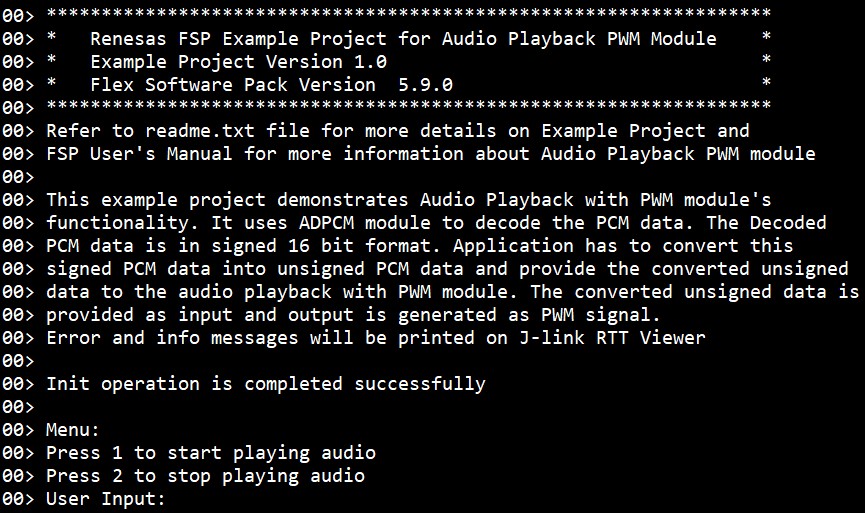 00> ******************************************************************
00> *   Renesas FSP Example Project for Audio Playback PWM Module    *
00> *   Example Project Version 1.0                                  *
00> *   Flex Software Pack Version  5.9.0                            *
00> ******************************************************************
00> Refer to readme.txt file for more details on Example Project and
00> FSP User's Manual for more information about Audio Playback PWM module
00>
00> This example project demonstrates Audio Playback with PWM module's
00> functionality. It uses ADPCM module to decode the PCM data. The Decoded
00> PCM data is in signed 16 bit format. Application has to convert this
00> signed PCM data into unsigned PCM data and provide the converted unsigned
00> data to the audio playback with PWM module. The converted unsigned data is
00> provided as input and output is generated as PWM signal.
00> Error and info messages will be printed on J-link RTT Viewer
00>
00> Init operation is completed successfully
00>
00> Menu:
00> Press 1 to start playing audio
00> Press 2 to stop playing audio
00> User Input: